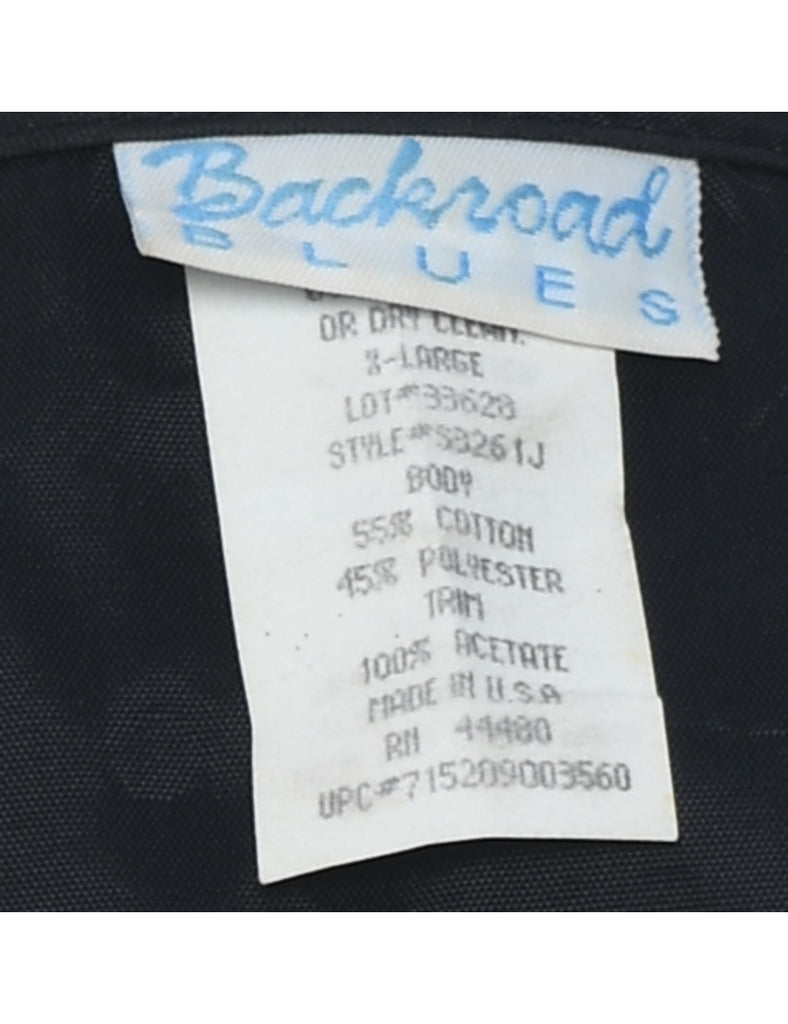 Backroad
BLUES
OR DRY CLEAN.
X-LARGE
LOT#33628
STYLE#S3261J
BODY
55% COTTON
45% POLYESTER
TRIM
100% ACETATE
MADE IN U.S.A
RN 44480
UPC#715209003560